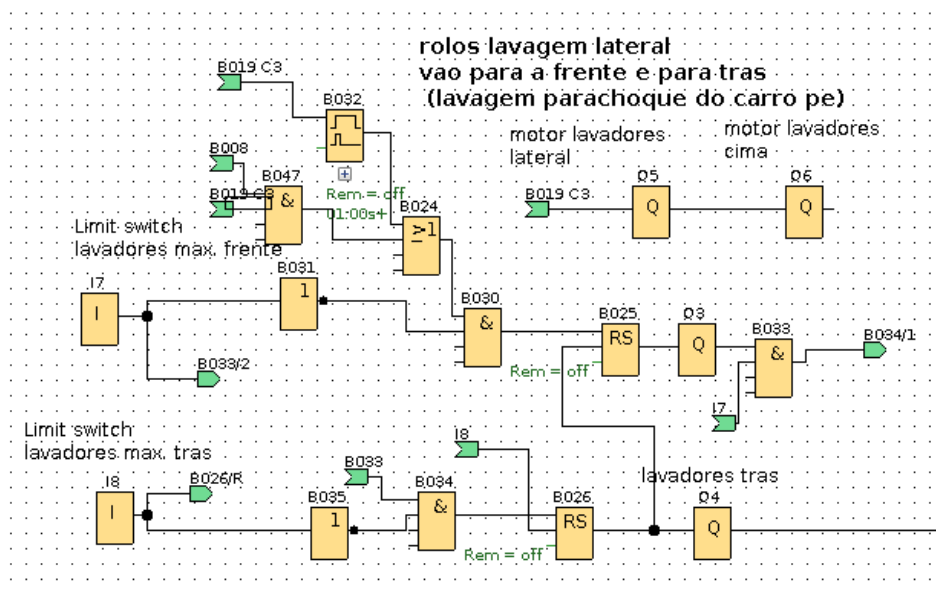 rolos lavagem lateral
vao para a frente e para tras
(lavagem parachoque do carro pe)
B019 C3
B032
motor lavadores
lateral
motor lavadores
cima
B008
B047
Rem = off
01:00s+
B019 C3
&
B024
≥1
B019 C3
Q5
Q
Q6
Q
Limit switch
lavadores max. frente
I7
I
B031
1
B033/2
B030
&
B025
RS
Rem = off
Q3
Q
B033
&
B034/1
I7
Limit switch
lavadores max. tras
I8
I
B026/R
B035
1
B033
B034
&
I8
B026
RS
Rem = off
lavadores tras
Q4
Q